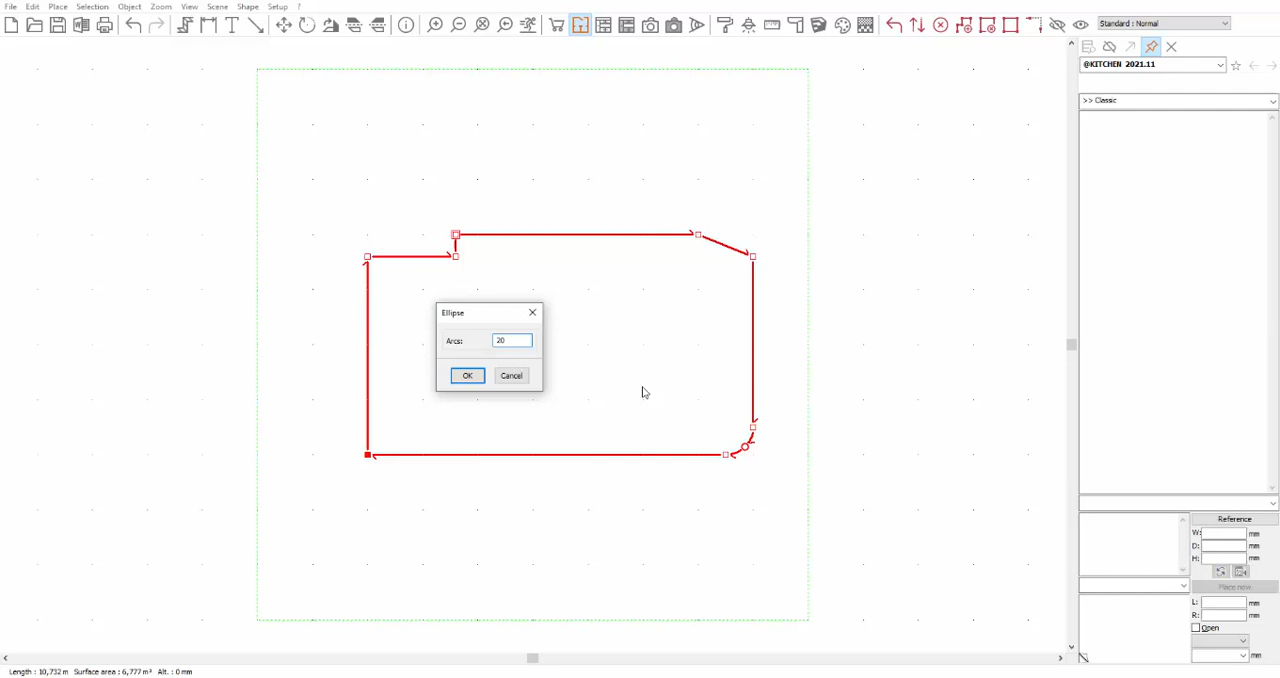 File Edit Place Selection Object Zoom View Scene Shape Setup ?
Standard : Normal
@KITCHEN 2021.11
>> Classic
Ellipse
Arcs: 20
OK Cancel
Reference
W: mm
D: mm
H: mm
Place now
L: mm
R: mm
Open
mm
Length : 10,732 m Surface area : 6,777 m² Alt. : 0 mm